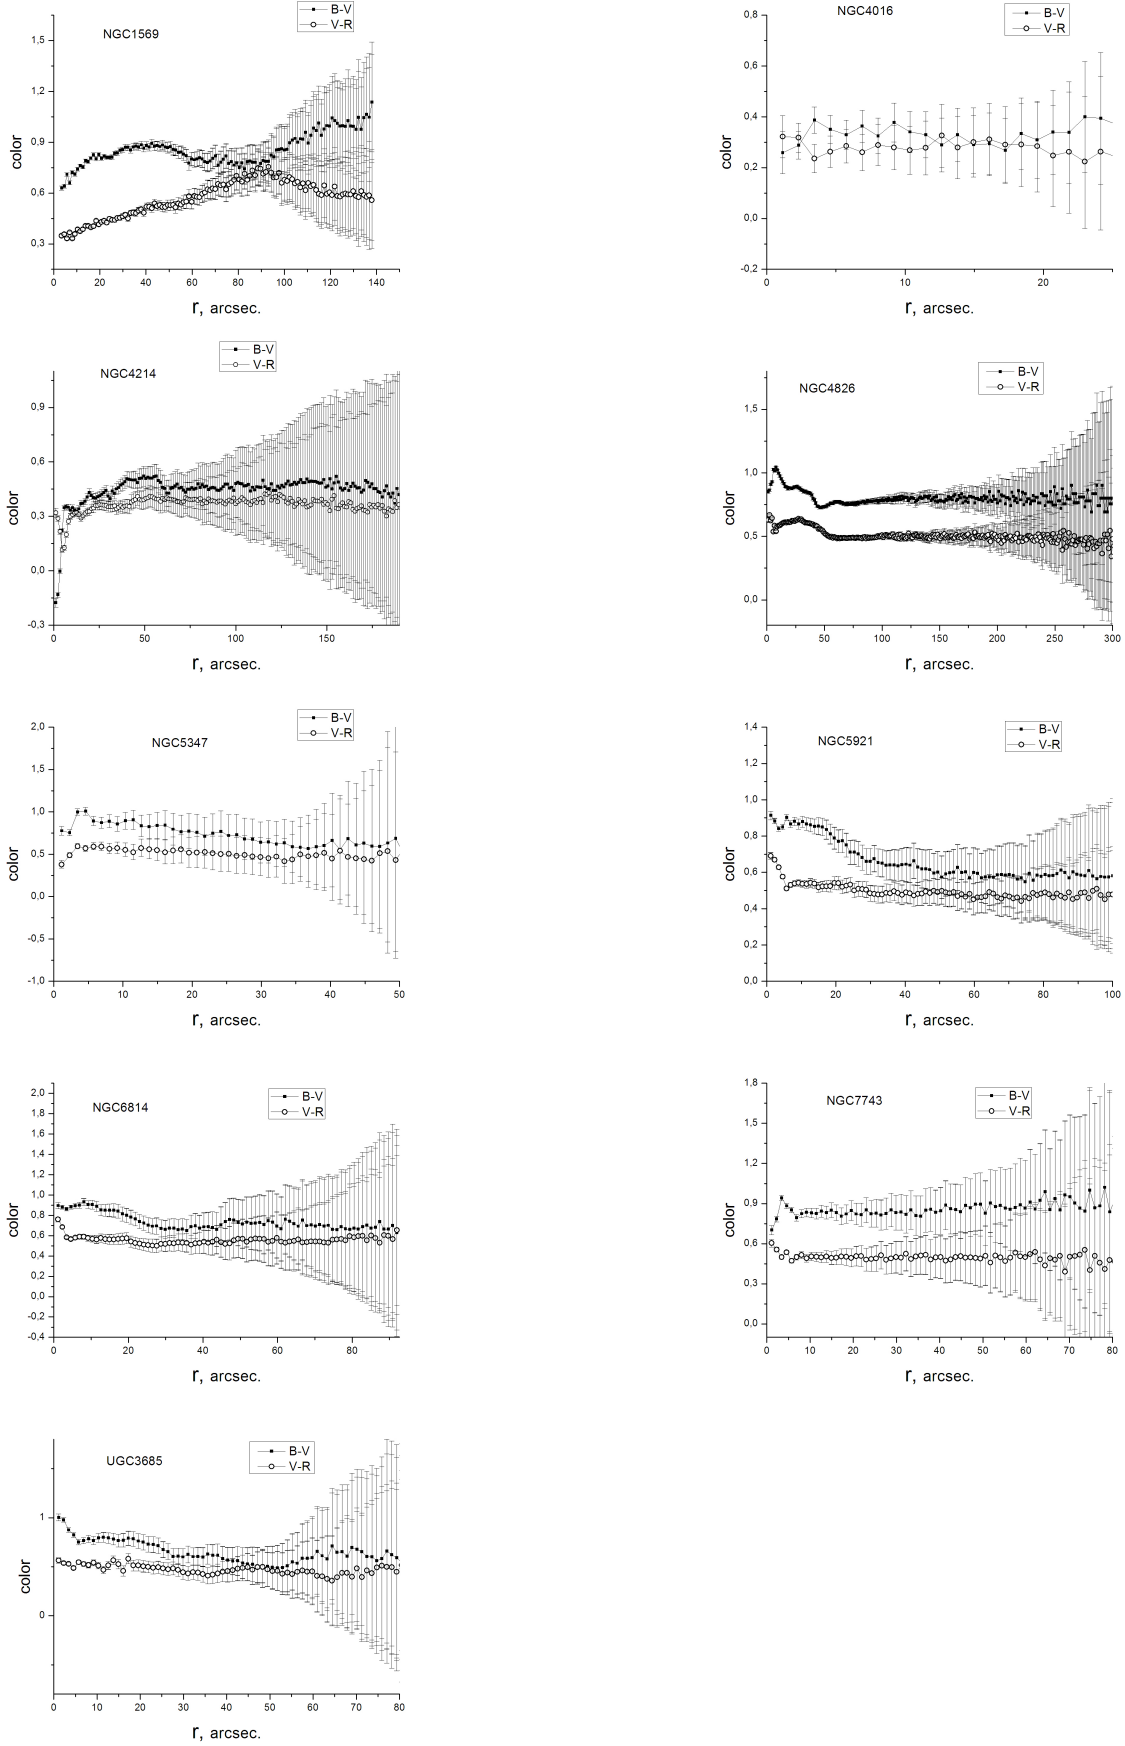 NGC1569
B-V
V-R
color
1,5
1,2
0,9
0,6
0,3
0 20 40 60 80 100 120 140
r, arcsec.
NGC4016
B-V
V-R
color
0,8
0,6
0,4
0,2
0,0
-0,2
0 10 20
r, arcsec.
NGC4214
B-V
V-R
color
0,9
0,6
0,3
0,0
-0,3
0 50 100 150
r, arcsec.
NGC4826
B-V
V-R
color
1,5
1,0
0,5
0,0
0 50 100 150 200 250 300
r, arcsec.
NGC5347
B-V
V-R
color
2,0
1,5
1,0
0,5
0,0
-0,5
-1,0
0 10 20 30 40 50
r, arcsec.
NGC5921
B-V
V-R
color
1,4
1,2
1,0
0,8
0,6
0,4
0,2
0,0
0 20 40 60 80 100
r, arcsec.
NGC6814
B-V
V-R
color
2,0
1,8
1,6
1,4
1,2
1,0
0,8
0,6
0,4
0,2
0,0
-0,2
-0,4
0 20 40 60 80
r, arcsec.
NGC7743
B-V
V-R
color
1,8
1,5
1,2
0,9
0,6
0,3
0,0
0 10 20 30 40 50 60 70 80
r, arcsec.
UGC3685
B-V
V-R
color
1
0
0 10 20 30 40 50 60 70 80
r, arcsec.